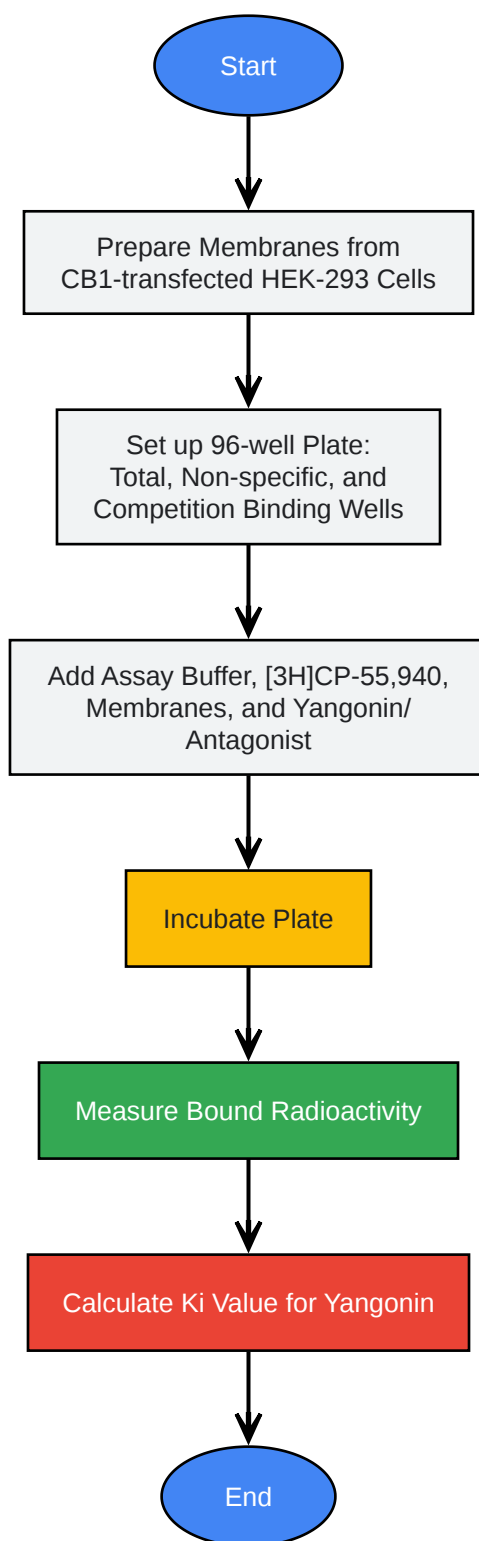 Start
Prepare Membranes from
CB1-transfected HEK-293 Cells
Set up 96-well Plate:
Total, Non-specific, and
Competition Binding Wells
Add Assay Buffer, [3H]CP-55,940,
Membranes, and Yangonin/
Antagonist
Incubate Plate
Measure Bound Radioactivity
Calculate Ki Value for Yangonin
End